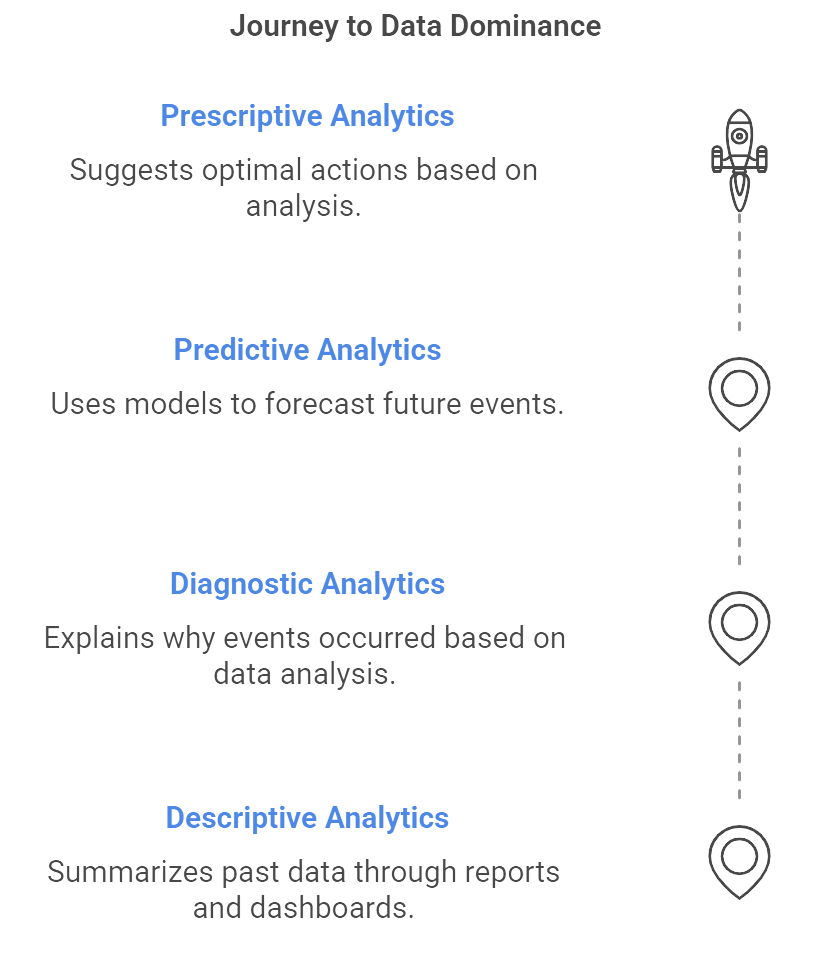 Journey to Data Dominance
Prescriptive Analytics
Suggests optimal actions based on
analysis.
Predictive Analytics
Uses models to forecast future events.
Diagnostic Analytics
Explains why events occurred based on
data analysis.
Descriptive Analytics
Summarizes past data through reports
and dashboards.